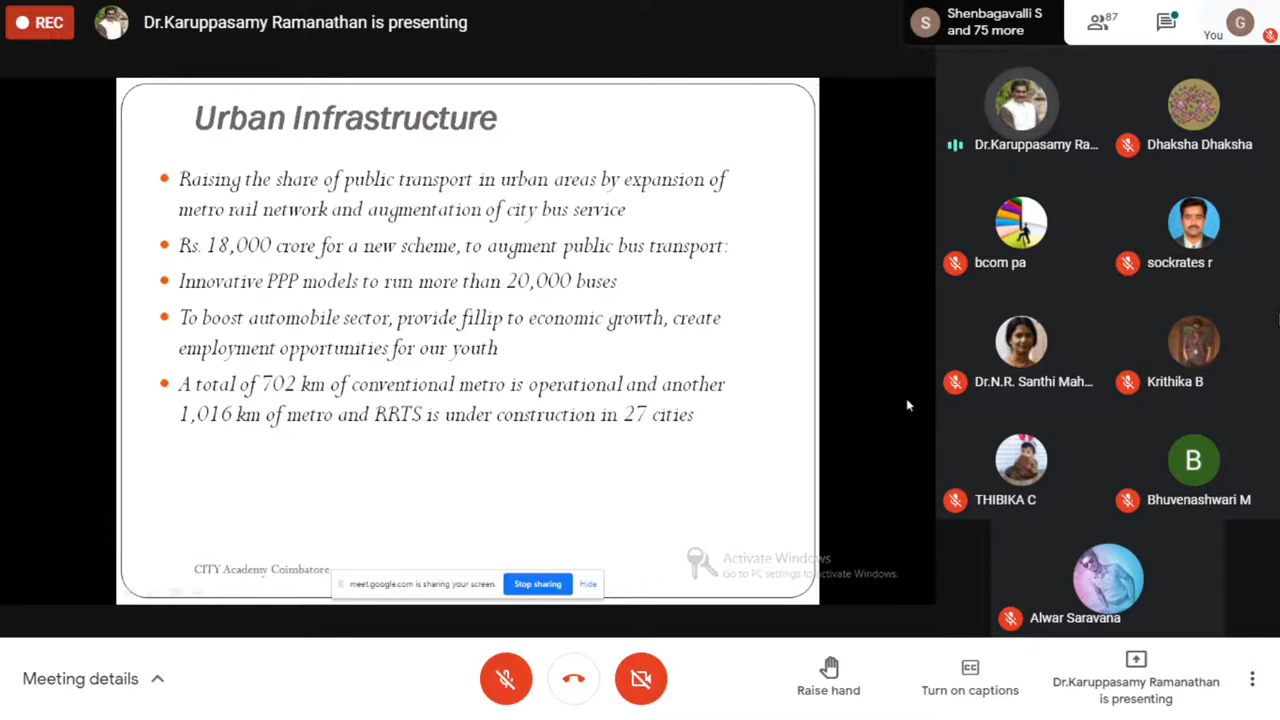 REC
Dr.Karuppasamy Ramanathan is presenting
S
Shenbagavalli S
and 75 more
87
You
G
Urban Infrastructure
Raising the share of public transport in urban areas by expansion of
metro rail network and augmentation of city bus service
Rs. 18,000 crore for a new scheme, to augment public bus transport:
Innovative PPP models to run more than 20,000 buses
To boost automobile sector, provide fillip to economic growth, create
employment opportunities for our youth
A total of 702 km of conventional metro is operational and another
1,016 km of metro and RRTS is under construction in 27 cities
CITY Academy Coimbatore
meet.google.com is sharing your screen.
Stop sharing
Hide
Activate Windows
Go to PC settings to activate Windows.
Dr.Karuppasamy Ra...
Dhaksha Dhaksha
bcom pa
sockrates r
Dr.N.R. Santhi Mah...
Krithika B
THIBIKA C
B
Bhuvenashwari M
Alwar Saravana
Meeting details
Raise hand
CC
Turn on captions
Dr.Karuppasamy Ramanathan
is presenting